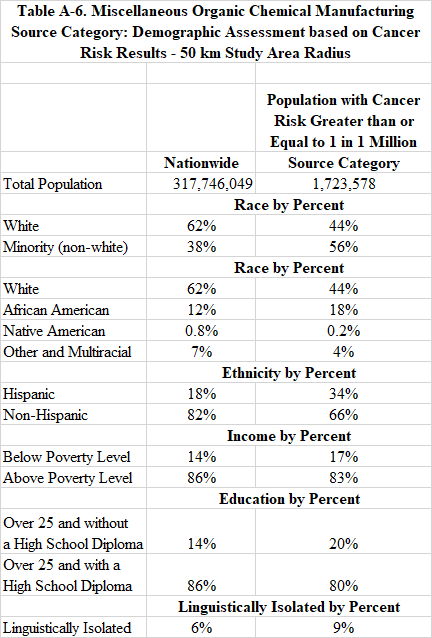 Table A-6. Miscellaneous Organic Chemical Manufacturing
Source Category: Demographic Assessment based on Cancer
Risk Results - 50 km Study Area Radius
Population with Cancer
Risk Greater than or
Equal to 1 in 1 Million
Nationwide Source Category
Total Population 317,746,049 1,723,578
Race by Percent
White 62% 44%
Minority (non-white) 38% 56%
Race by Percent
White 62% 44%
African American 12% 18%
Native American 0.8% 0.2%
Other and Multiracial 7% 4%
Ethnicity by Percent
Hispanic 18% 34%
Non-Hispanic 82% 66%
Income by Percent
Below Poverty Level 14% 17%
Above Poverty Level 86% 83%
Education by Percent
Over 25 and without
a High School Diploma 14% 20%
Over 25 and with a
High School Diploma 86% 80%
Linguistically Isolated by Percent
Linguistically Isolated 6% 9%